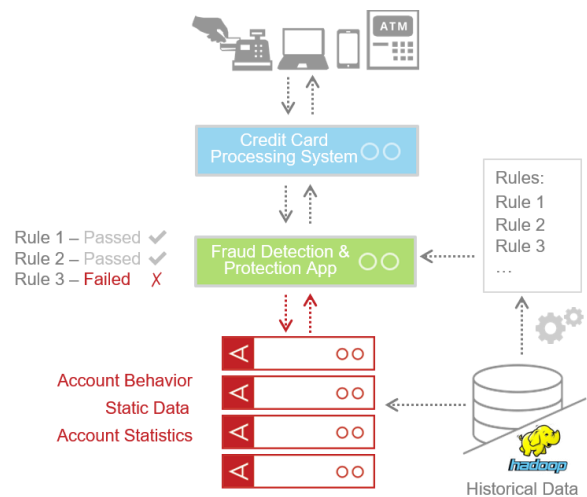 ATM
Credit Card
Processing System
Rules:
Rule 1
Rule 2
Rule 3
...
Rule 1 – Passed
Rule 2 – Passed
Rule 3 – Failed ✗
Fraud Detection &
Protection App
Account Behavior
Static Data
Account Statistics
hadoop
Historical Data